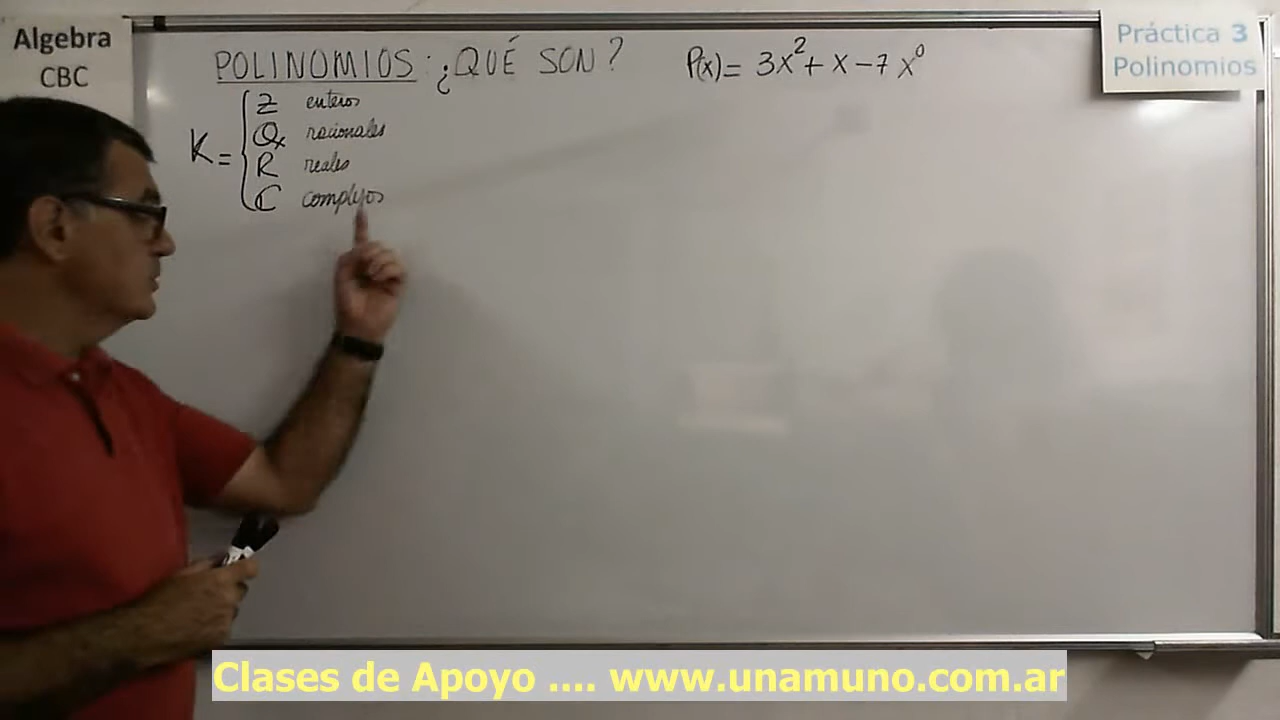 Algebra
CBC
POLINOMIOS: ¿QUÉ SON?
P(x) = 3x² + x - 7x⁰
Práctica 3
Polinomios
K = { Z enteros
Q racionales
R reales
C complejos
Clases de Apoyo .... www.unamuno.com.ar